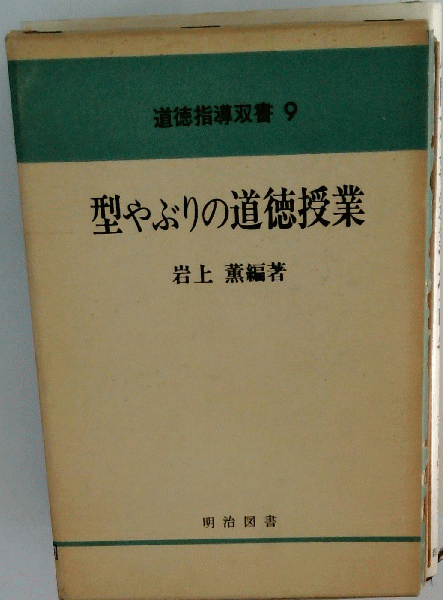 道徳指導双書 9
型やぶりの道徳授業
岩上 薫編著
明治図書